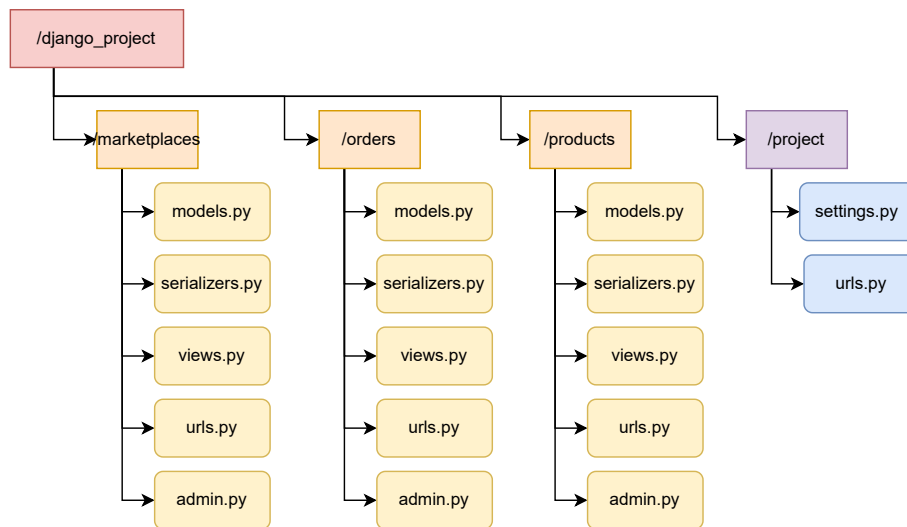 /django_project
/marketplaces
/orders
/products
/project
models.py
models.py
models.py
settings.py
serializers.py
serializers.py
serializers.py
urls.py
views.py
views.py
views.py
urls.py
urls.py
urls.py
admin.py
admin.py
admin.py